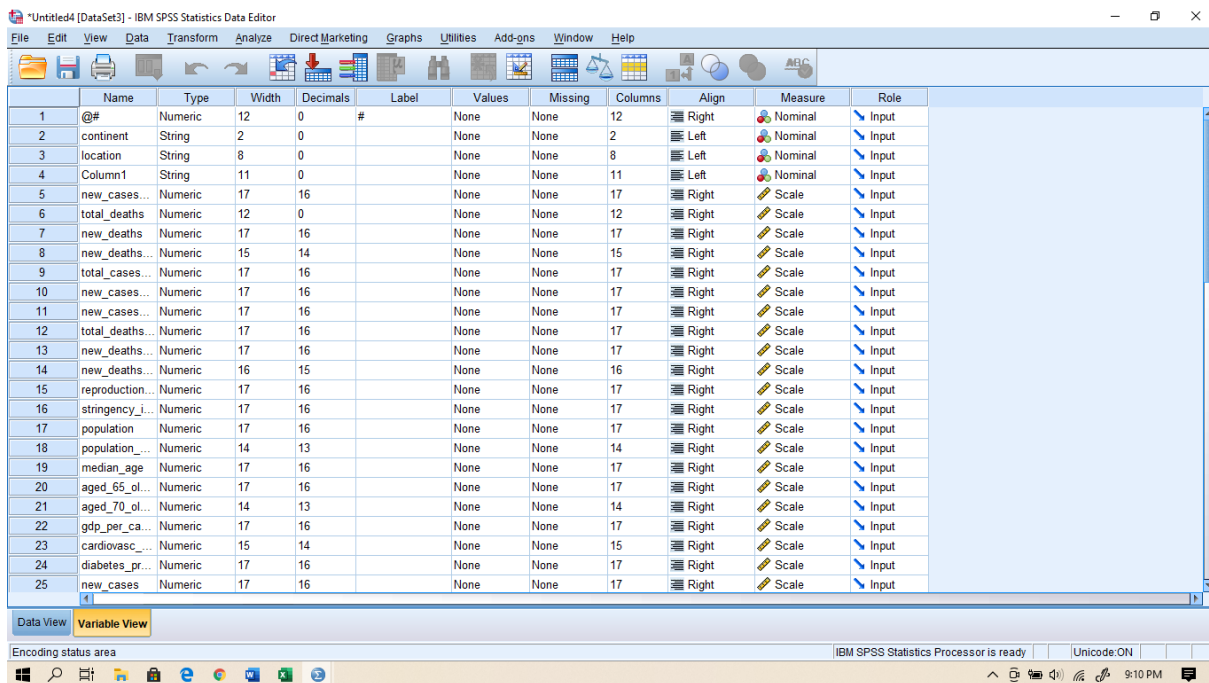 *Untitled4 [DataSet3] - IBM SPSS Statistics Data Editor
File Edit View Data Transform Analyze Direct Marketing Graphs Utilities Add-ons Window Help
Name Type Width Decimals Label Values Missing Columns Align Measure Role
1 @# Numeric 12 0 # None None 12 Right Nominal Input
2 continent String 2 0 None None 2 Left Nominal Input
3 location String 8 0 None None 8 Left Nominal Input
4 Column1 String 11 0 None None 11 Left Nominal Input
5 new_cases... Numeric 17 16 None None 17 Right Scale Input
6 total_deaths Numeric 12 0 None None 12 Right Scale Input
7 new_deaths Numeric 17 16 None None 17 Right Scale Input
8 new_deaths... Numeric 15 14 None None 15 Right Scale Input
9 total_cases... Numeric 17 16 None None 17 Right Scale Input
10 new_cases... Numeric 17 16 None None 17 Right Scale Input
11 new_cases... Numeric 17 16 None None 17 Right Scale Input
12 total_deaths... Numeric 17 16 None None 17 Right Scale Input
13 new_deaths... Numeric 17 16 None None 17 Right Scale Input
14 new_deaths... Numeric 16 15 None None 16 Right Scale Input
15 reproduction... Numeric 17 16 None None 17 Right Scale Input
16 stringency_i... Numeric 17 16 None None 17 Right Scale Input
17 population Numeric 17 16 None None 17 Right Scale Input
18 population_... Numeric 14 13 None None 14 Right Scale Input
19 median_age Numeric 17 16 None None 17 Right Scale Input
20 aged_65_ol... Numeric 17 16 None None 17 Right Scale Input
21 aged_70_ol... Numeric 14 13 None None 14 Right Scale Input
22 gdp_per_ca... Numeric 17 16 None None 17 Right Scale Input
23 cardiovasc_... Numeric 15 14 None None 15 Right Scale Input
24 diabetes_pr... Numeric 17 16 None None 17 Right Scale Input
25 new_cases Numeric 17 16 None None 17 Right Scale Input
Data View Variable View
Encoding status area IBM SPSS Statistics Processor is ready Unicode:ON
9:10 PM